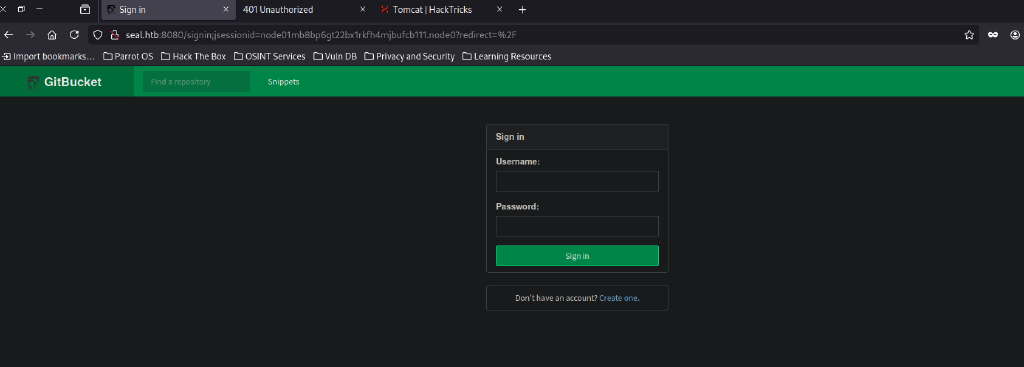 Sign in
401 Unauthorized
Tomcat | HackTricks
seal.htb:8080/signin;jsessionid=node01mb8bp6gt22bx1rkfh4mjbufcb111.node0?redirect=%2F
Import bookmarks... Parrot OS Hack The Box OSINT Services Vuln DB Privacy and Security Learning Resources
GitBucket Find a repository Snippets
Sign in
Username:
Password:
Sign in
Don't have an account? Create one.